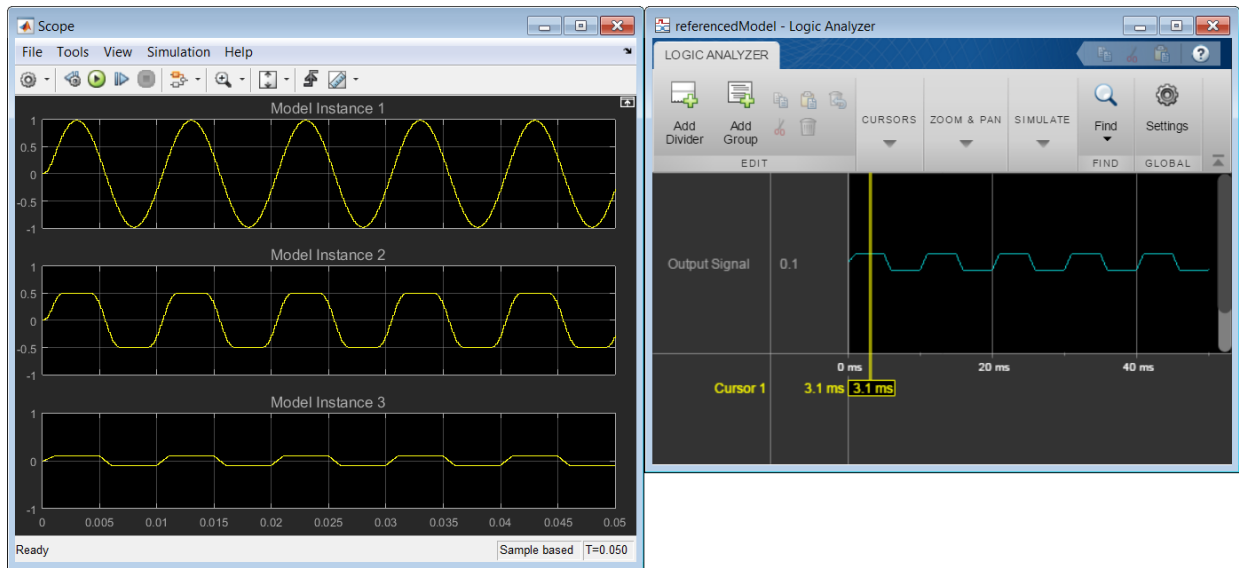 Scope
File Tools View Simulation Help
Model Instance 1
1
0.5
0
-0.5
-1
Model Instance 2
1
0.5
0
-0.5
-1
Model Instance 3
1
0
-1
0 0.005 0.01 0.015 0.02 0.025 0.03 0.035 0.04 0.045 0.05
Ready Sample based T=0.050
referencedModel - Logic Analyzer
LOGIC ANALYZER ?
Add Divider
Add Group
EDIT
CURSORS ZOOM & PAN SIMULATE
Find
FIND
Settings
GLOBAL
Output Signal 0.1
0 ms 20 ms 40 ms
Cursor 1 3.1 ms 3.1 ms